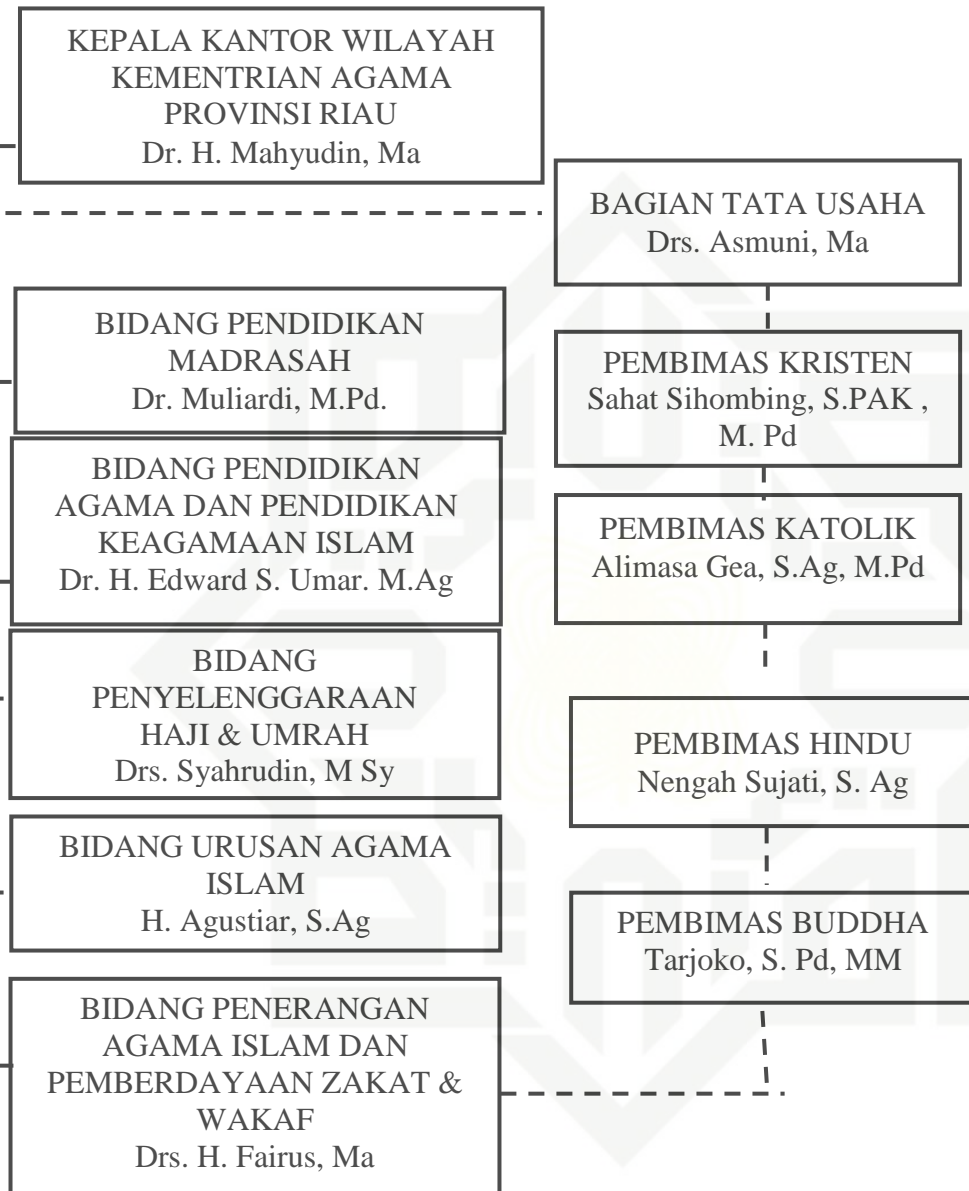 KEPALA KANTOR WILAYAH
KEMENTRIAN AGAMA
PROVINSI RIAU
Dr. H. Mahyudin, Ma
BAGIAN TATA USAHA
Drs. Asmuni, Ma
BIDANG PENDIDIKAN
MADRASAH
Dr. Muliardi, M.Pd.
BIDANG PENDIDIKAN
AGAMA DAN PENDIDIKAN
KEAGAMAAN ISLAM
Dr. H. Edward S. Umar. M.Ag
BIDANG
PENYELENGGARAAN
HAJI & UMRAH
Drs. Syahrudin, M Sy
BIDANG URUSAN AGAMA
ISLAM
H. Agustiar, S.Ag
BIDANG PENERANGAN
AGAMA ISLAM DAN
PEMBERDAYAAN ZAKAT &
WAKAF
Drs. H. Fairus, Ma
PEMBIMAS KRISTEN
Sahat Sihombing, S.PAK ,
M. Pd
PEMBIMAS KATOLIK
Alimasa Gea, S.Ag, M.Pd
PEMBIMAS HINDU
Nengah Sujati, S. Ag
PEMBIMAS BUDDHA
Tarjoko, S. Pd, MM